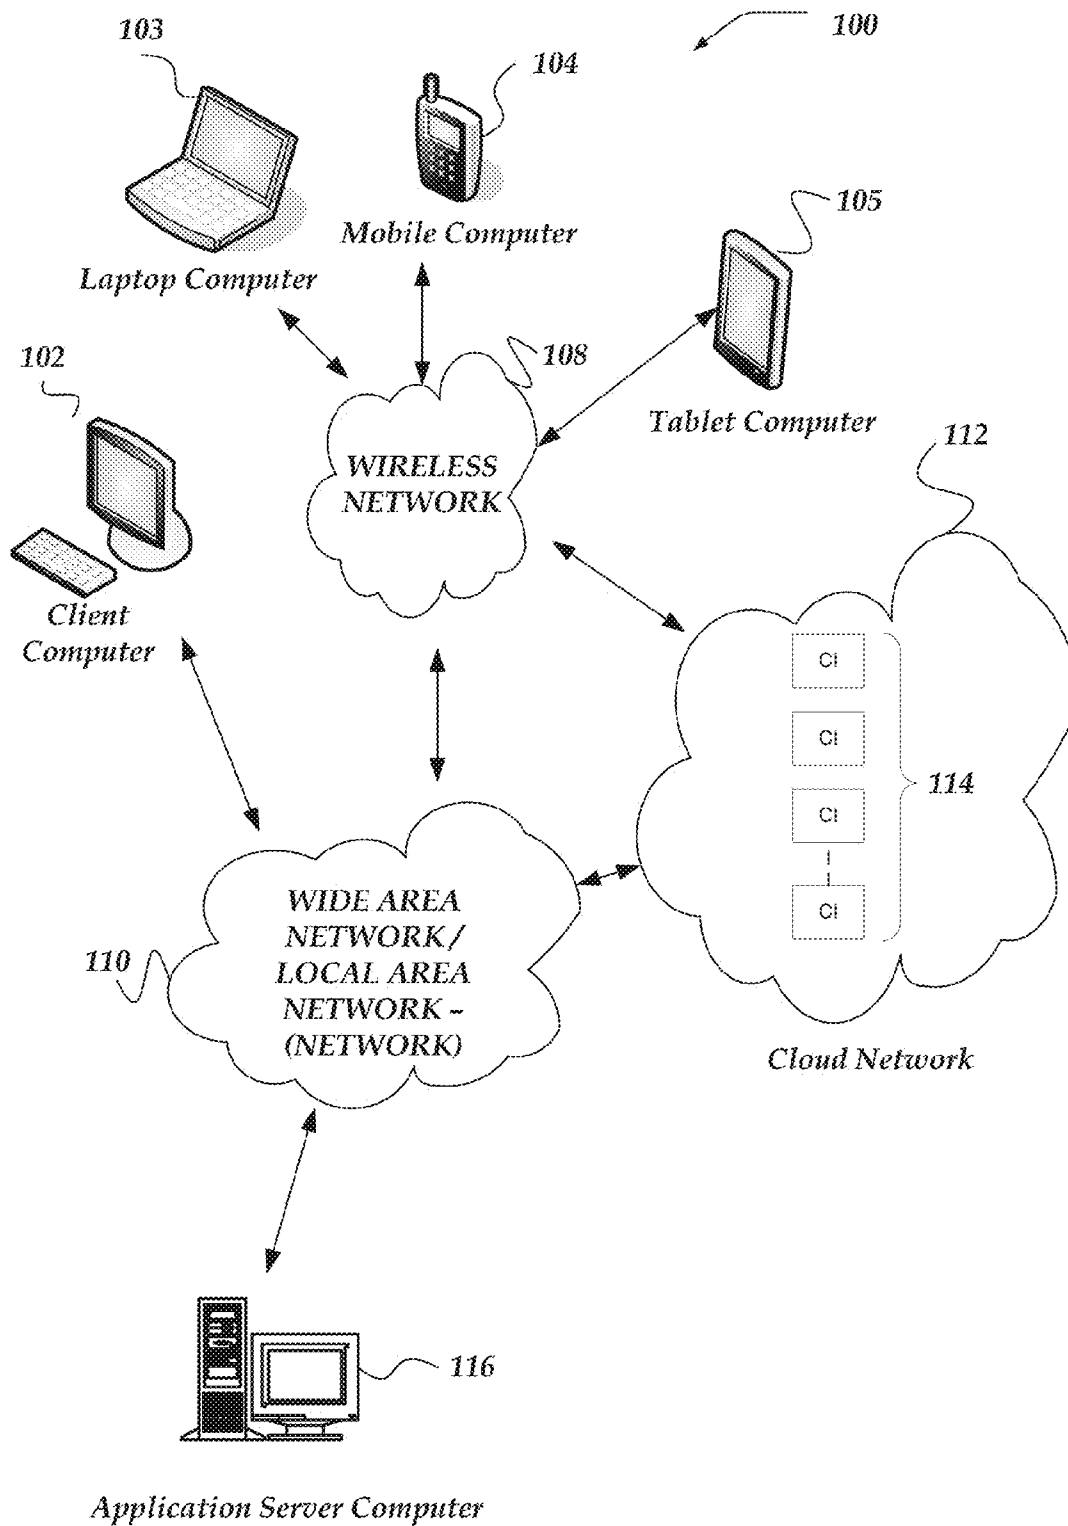 100
103
104
Mobile Computer
105
Laptop Computer
102
108
Tablet Computer
112
WIRELESS
NETWORK
Client
Computer
CI
CI
114
CI
CI
WIDE AREA
NETWORK /
LOCAL AREA
NETWORK –
(NETWORK)
110
Cloud Network
116
Application Server Computer